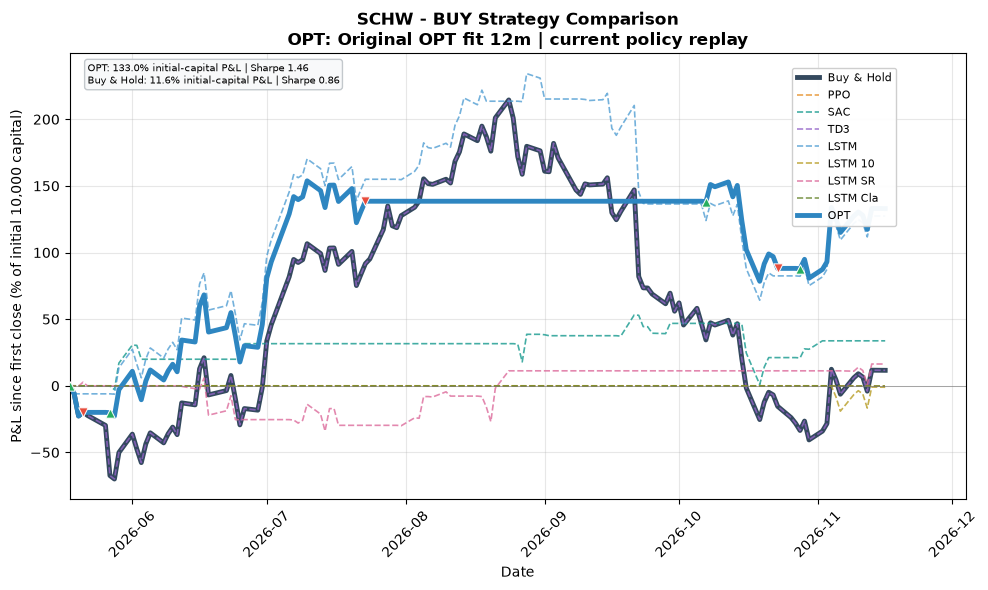 SCHW - BUY Strategy Comparison
OPT: Original OPT fit 12m | current policy replay
OPT: 133.0% initial-capital P&L | Sharpe 1.46
Buy & Hold: 11.6% initial-capital P&L | Sharpe 0.86
Buy & Hold
PPO
SAC
TD3
LSTM
LSTM 10
LSTM SR
LSTM Cla
OPT
P&L since first close (% of initial 10,000 capital)
200
150
100
50
0
−50
2026-06
2026-07
2026-08
2026-09
2026-10
2026-11
2026-12
Date